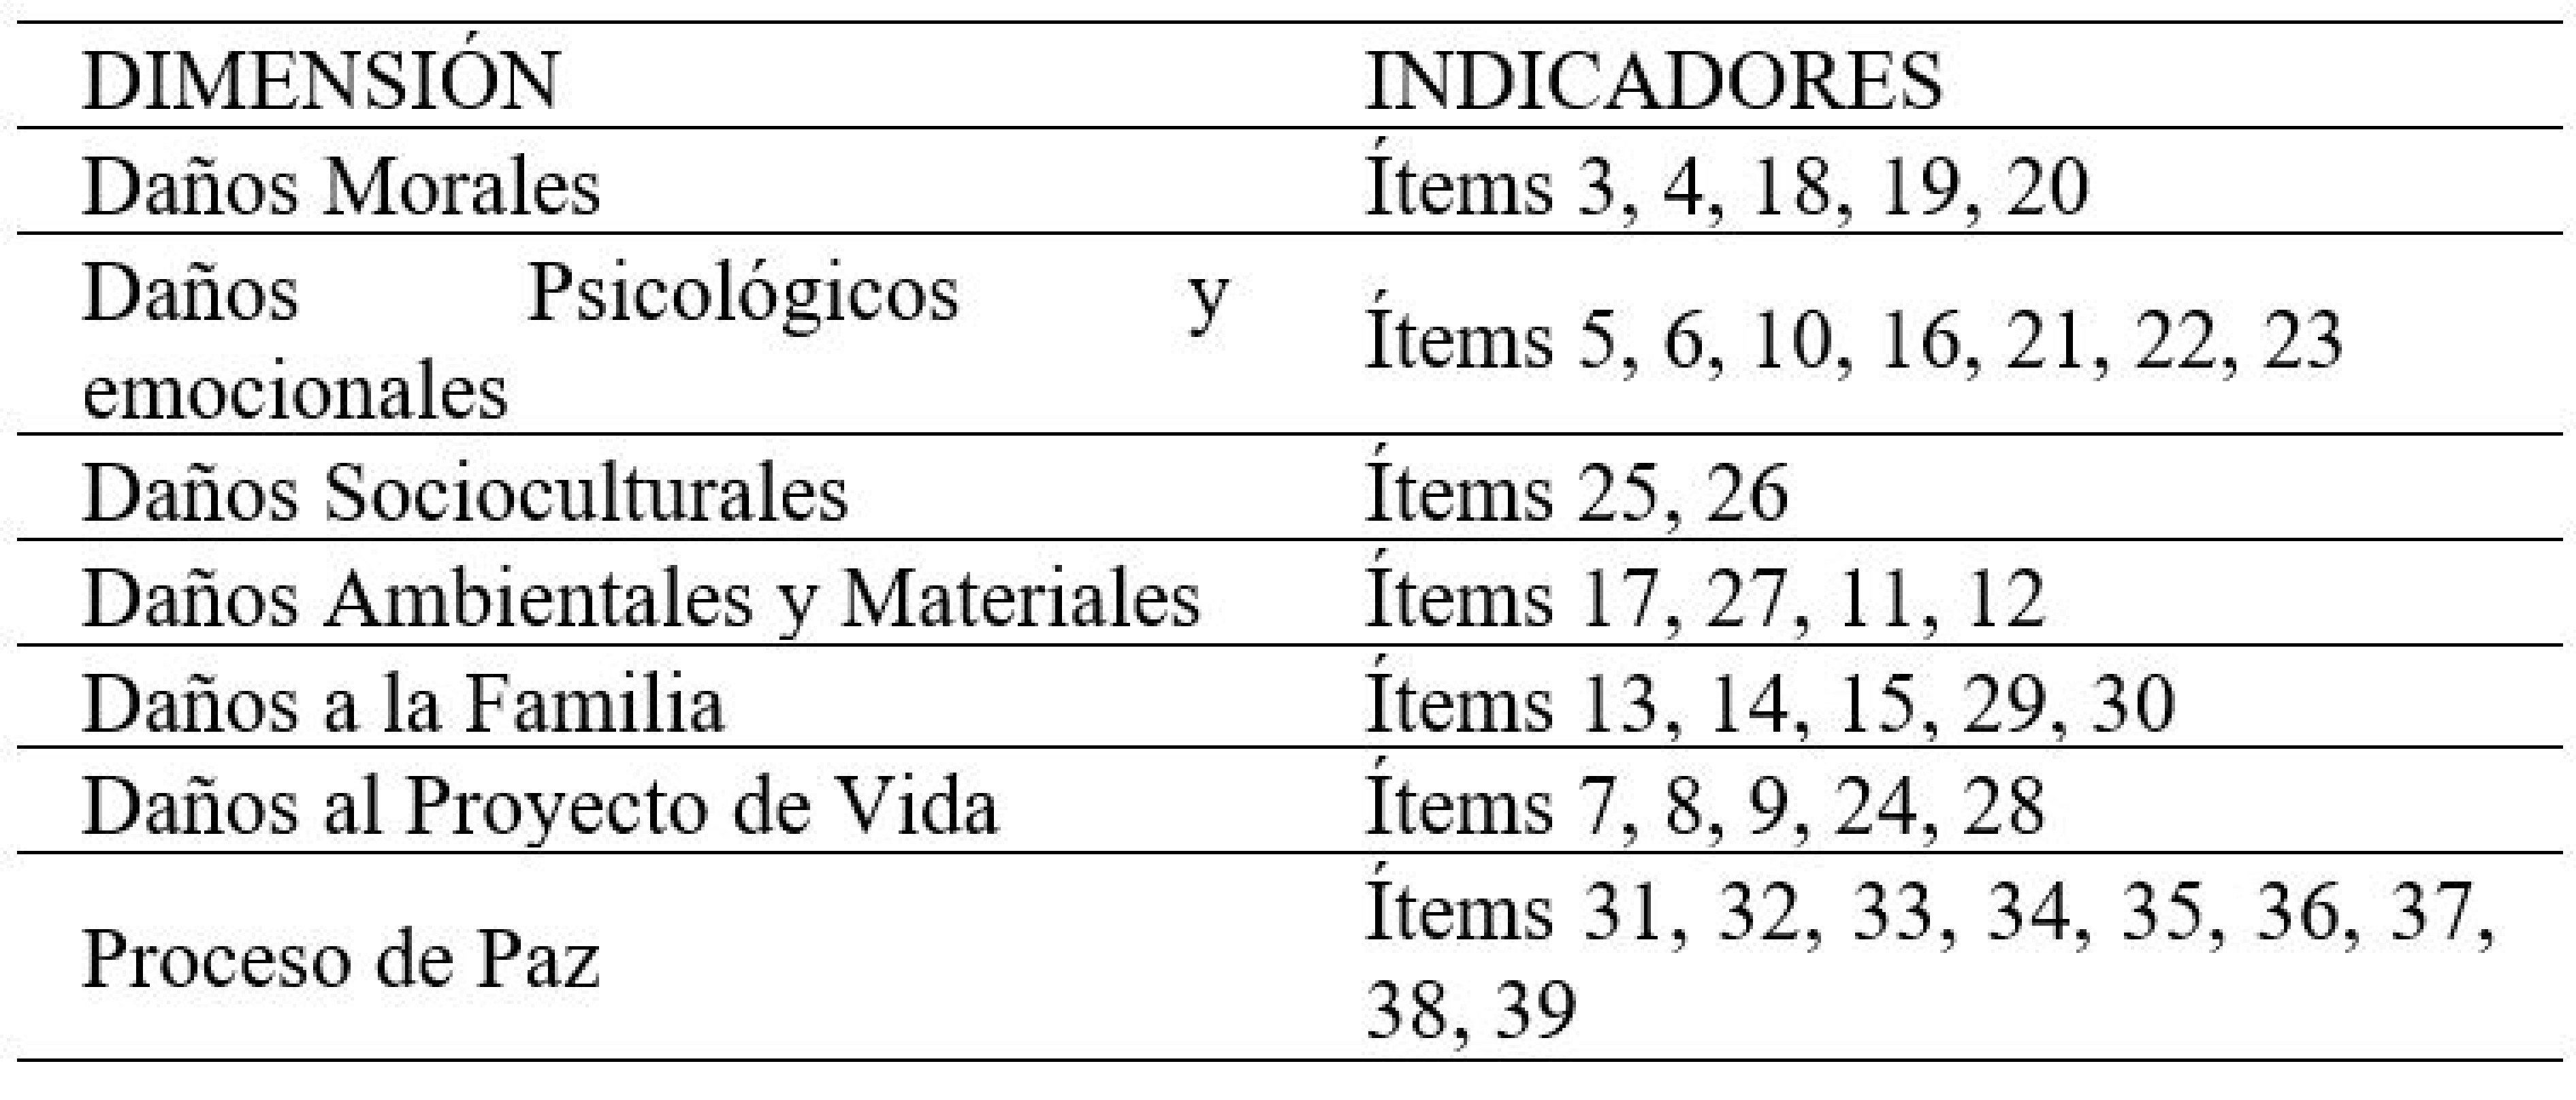 DIMENSIÓN INDICADORES
Daños Morales Ítems 3, 4, 18, 19, 20
Daños Psicológicos y
emocionales
Ítems 5, 6, 10, 16, 21, 22, 23
Daños Socioculturales Ítems 25, 26
Daños Ambientales y Materiales Ítems 17, 27, 11, 12
Daños a la Familia Ítems 13, 14, 15, 29, 30
Daños al Proyecto de Vida Ítems 7, 8, 9, 24, 28
Proceso de Paz
Ítems 31, 32, 33, 34, 35, 36, 37,
38, 39